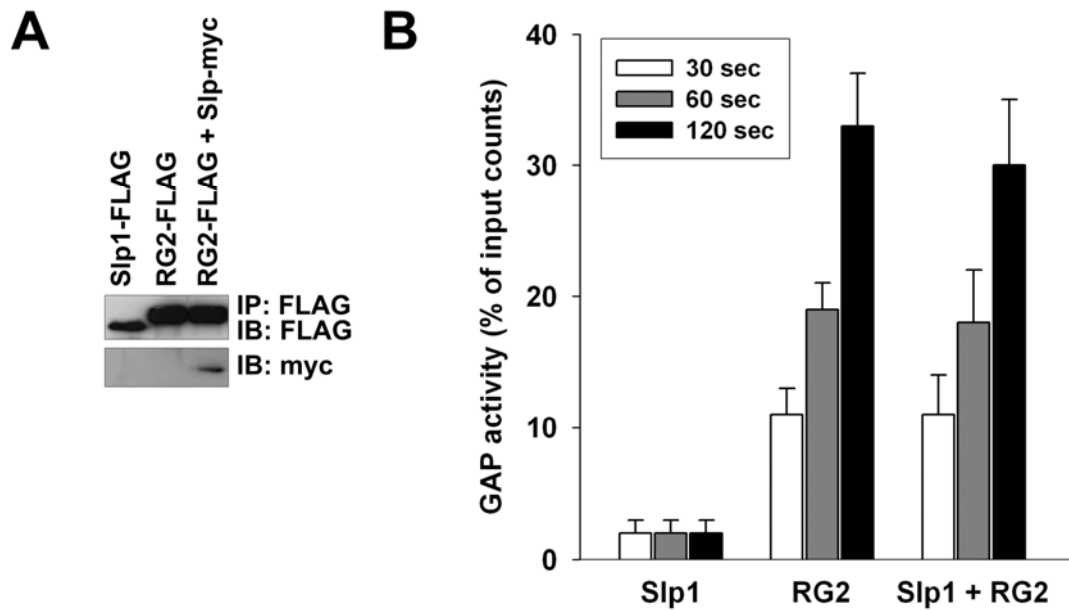 A
Slp1-FLAG
RG2-FLAG
RG2-FLAG + Slp-myc
IP: FLAG
IB: FLAG
IB: myc
B
GAP activity (% of input counts)
40
30
20
10
0
30 sec
60 sec
120 sec
Slp1
RG2
Slp1 + RG2